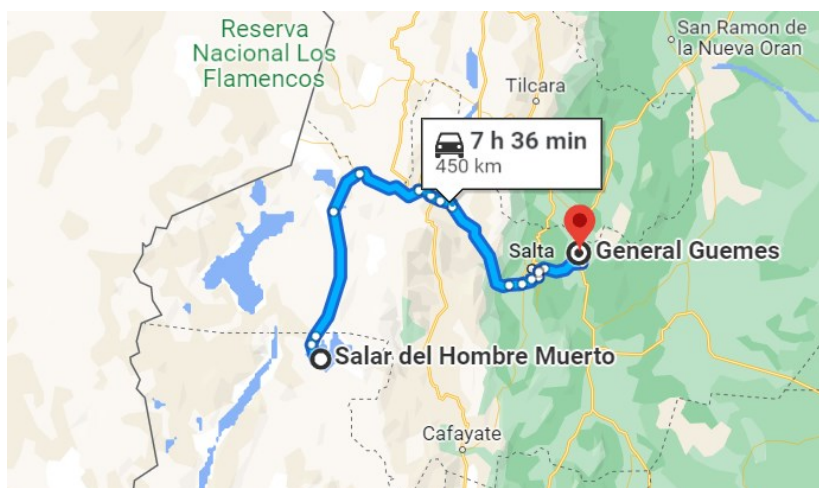 Reserva
Nacional Los
Flamencos
San Ramon de
la Nueva Oran
Tilcara
7 h 36 min
450 km
Salta
General Guemes
Salar del Hombre Muerto
Cafayate